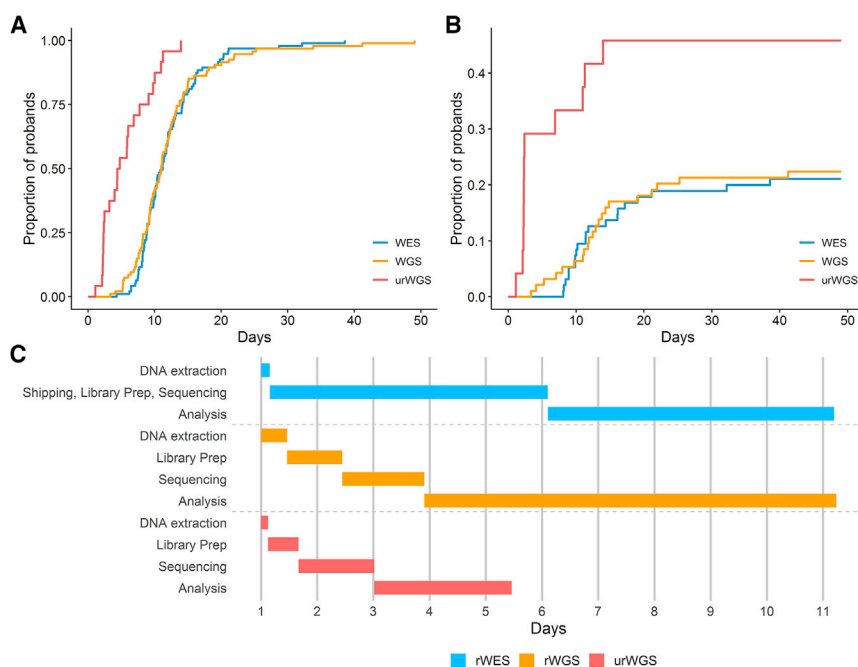 A
B
1.00
0.75
0.50
0.25
0.00
Proportion of probands
WES
WGS
urWGS
0 10 20 30 40 50
Days
0.4
0.3
0.2
0.1
0.0
Proportion of probands
WES
WGS
urWGS
0 10 20 30 40 50
Days
C
DNA extraction
Shipping, Library Prep, Sequencing
Analysis
DNA extraction
Library Prep
Sequencing
Analysis
DNA extraction
Library Prep
Sequencing
Analysis
1 2 3 4 5 6 7 8 9 10 11
Days
rWES rWGS urWGS